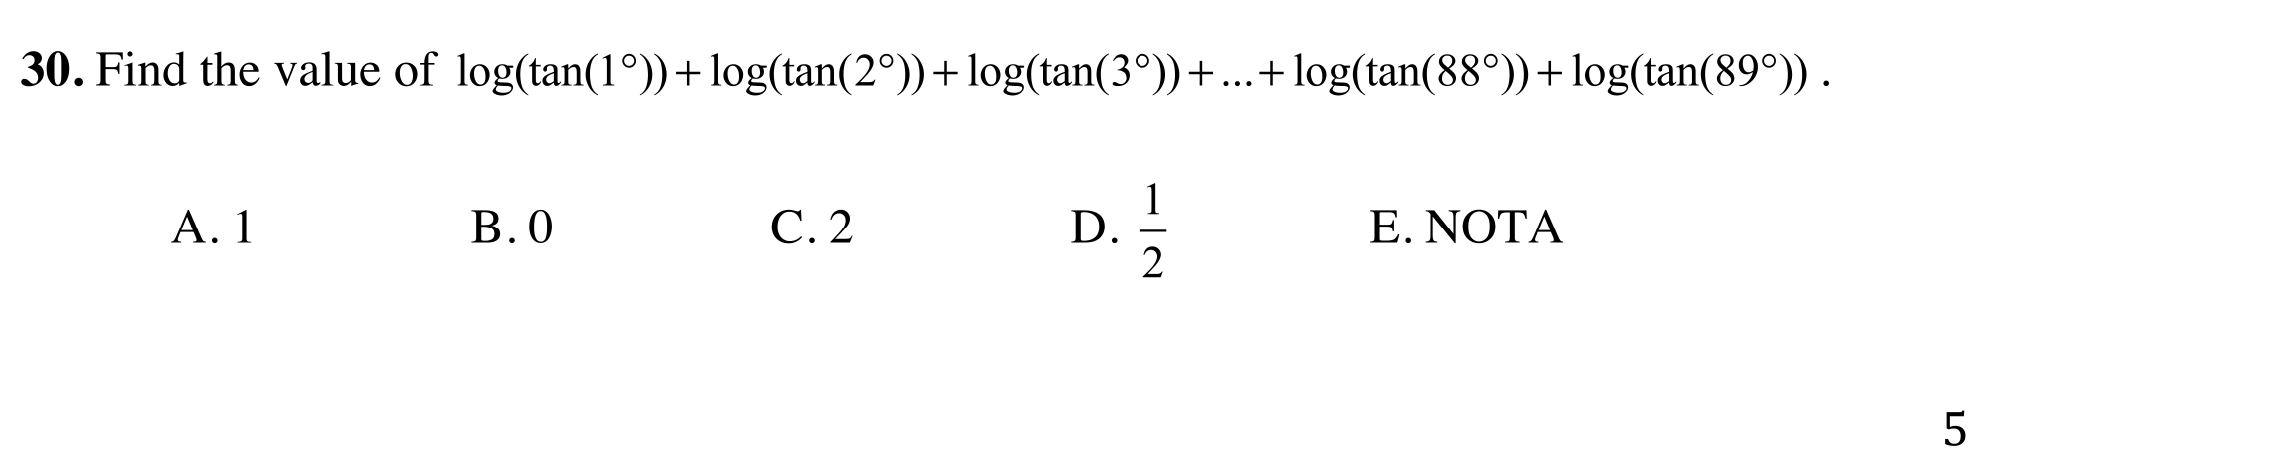 30. Find the value of log(tan(1°))+log(tan(2°))+log(tan(3°))+...+log(tan(88°))+log(tan(89°)) .
A. 1 B. 0 C. 2 D. 1/2 E. NOTA
5